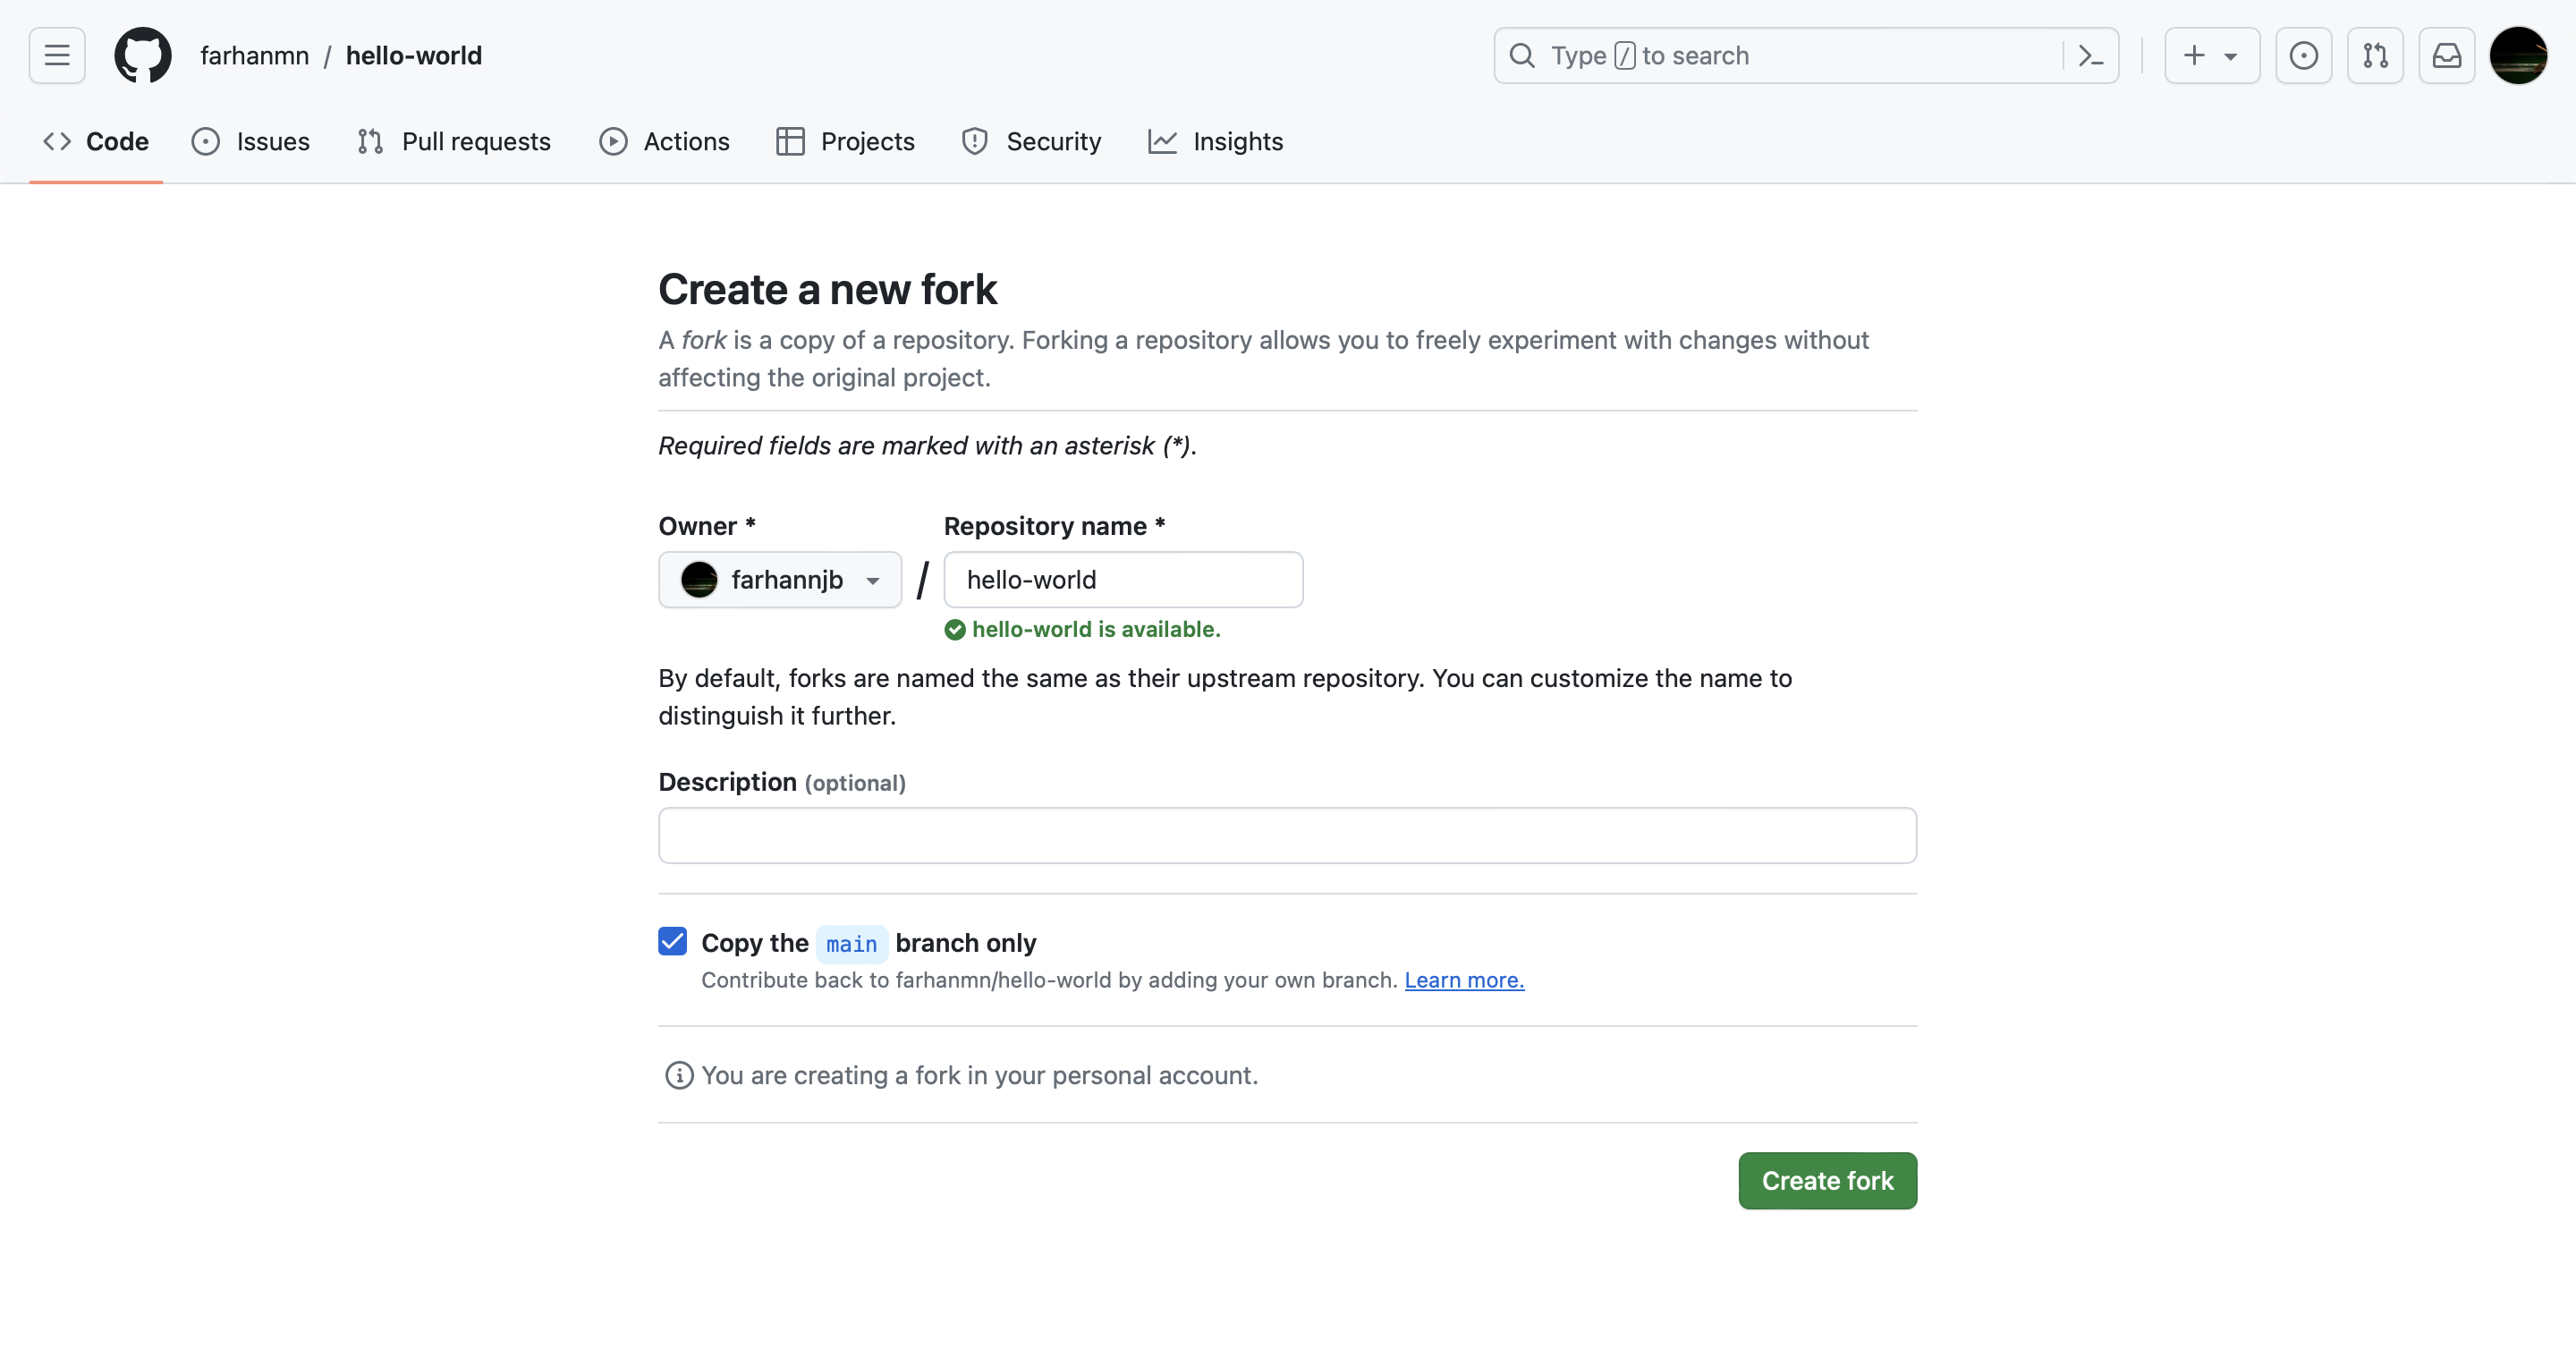 farhanmn / hello-world
Type / to search
Code Issues Pull requests Actions Projects Security Insights
Create a new fork
A fork is a copy of a repository. Forking a repository allows you to freely experiment with changes without
affecting the original project.
Required fields are marked with an asterisk (*).
Owner * Repository name *
farhannjb / hello-world
hello-world is available.
By default, forks are named the same as their upstream repository. You can customize the name to
distinguish it further.
Description (optional)
Copy the main branch only
Contribute back to farhanmn/hello-world by adding your own branch. Learn more.
You are creating a fork in your personal account.
Create fork